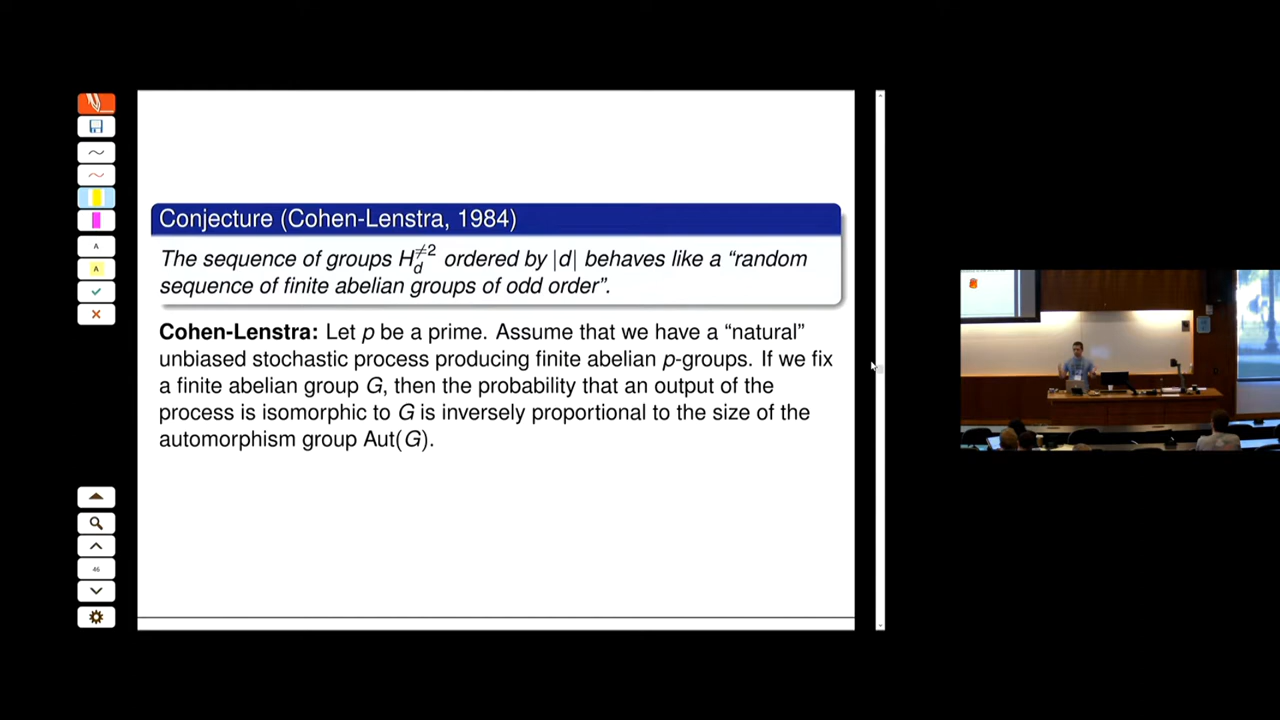 Conjecture (Cohen-Lenstra, 1984)
The sequence of groups H_d^{≠2} ordered by |d| behaves like a “random
sequence of finite abelian groups of odd order”.
Cohen-Lenstra: Let p be a prime. Assume that we have a “natural”
unbiased stochastic process producing finite abelian p-groups. If we fix
a finite abelian group G, then the probability that an output of the
process is isomorphic to G is inversely proportional to the size of the
automorphism group Aut(G).
A
A
46